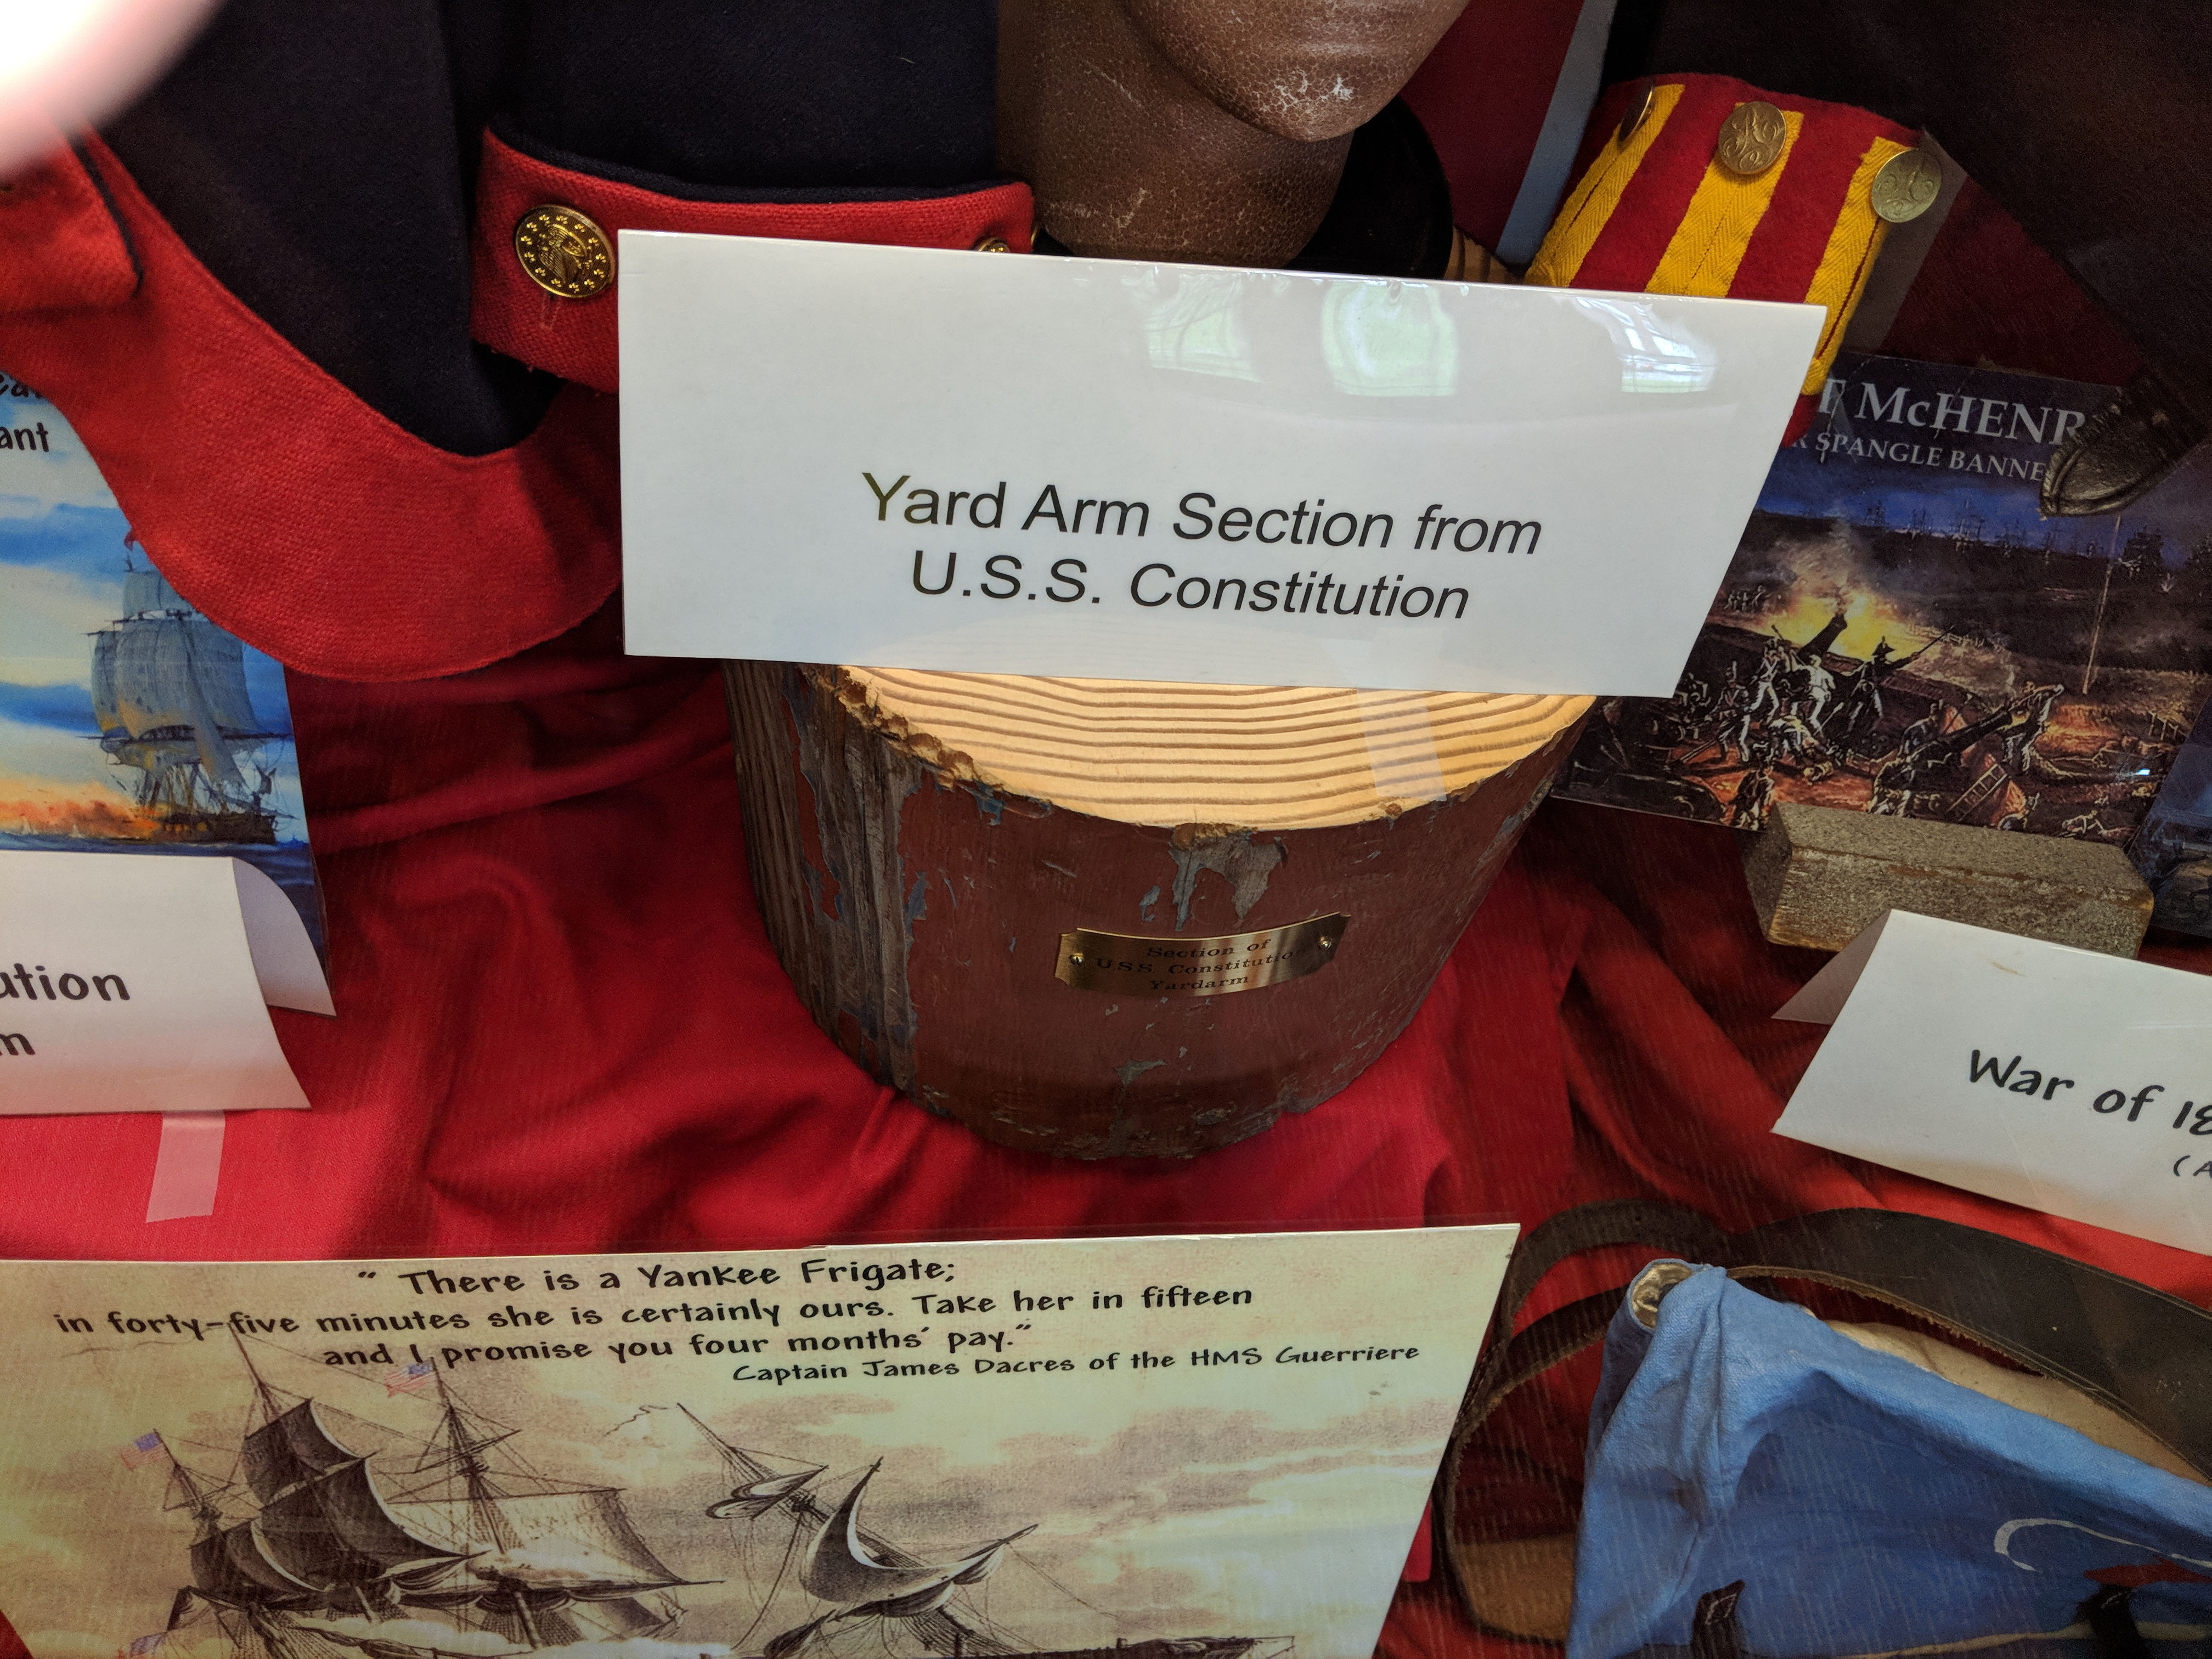 ant
T McHENR
R SPANGLE BANNE
Yard Arm Section from
U.S.S. Constitution
Section of
U.S.S. Constitutio
Yardarm
ution
m
War of 18
(A
" There is a Yankee Frigate;
in forty-five minutes she is certainly ours. Take her in fifteen
and I promise you four months' pay."
Captain James Dacres of the HMS Guerriere